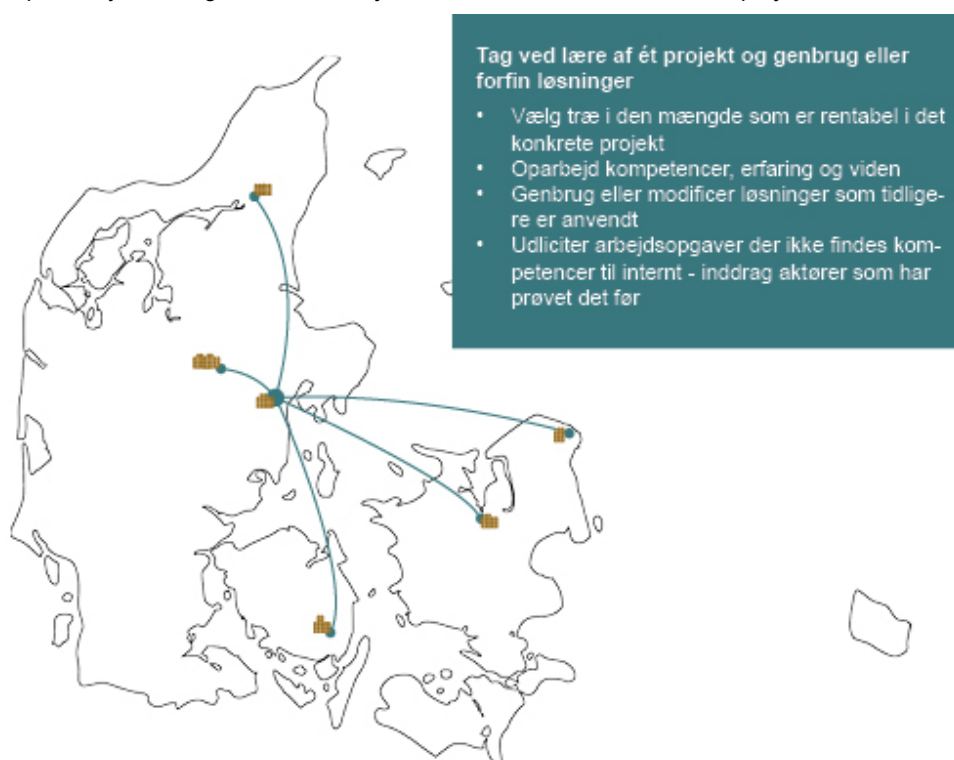 Tag ved lære af ét projekt og genbrug eller
forfin løsninger
• Vælg træ i den mængde som er rentabel i det
konkrete projekt
• Oparbejd kompetencer, erfaring og viden
• Genbrug eller modificer løsninger som tidlige-
re er anvendt
• Udliciter arbejdsopgaver der ikke findes kom-
petencer til internt - inddrag aktører som har
prøvet det før